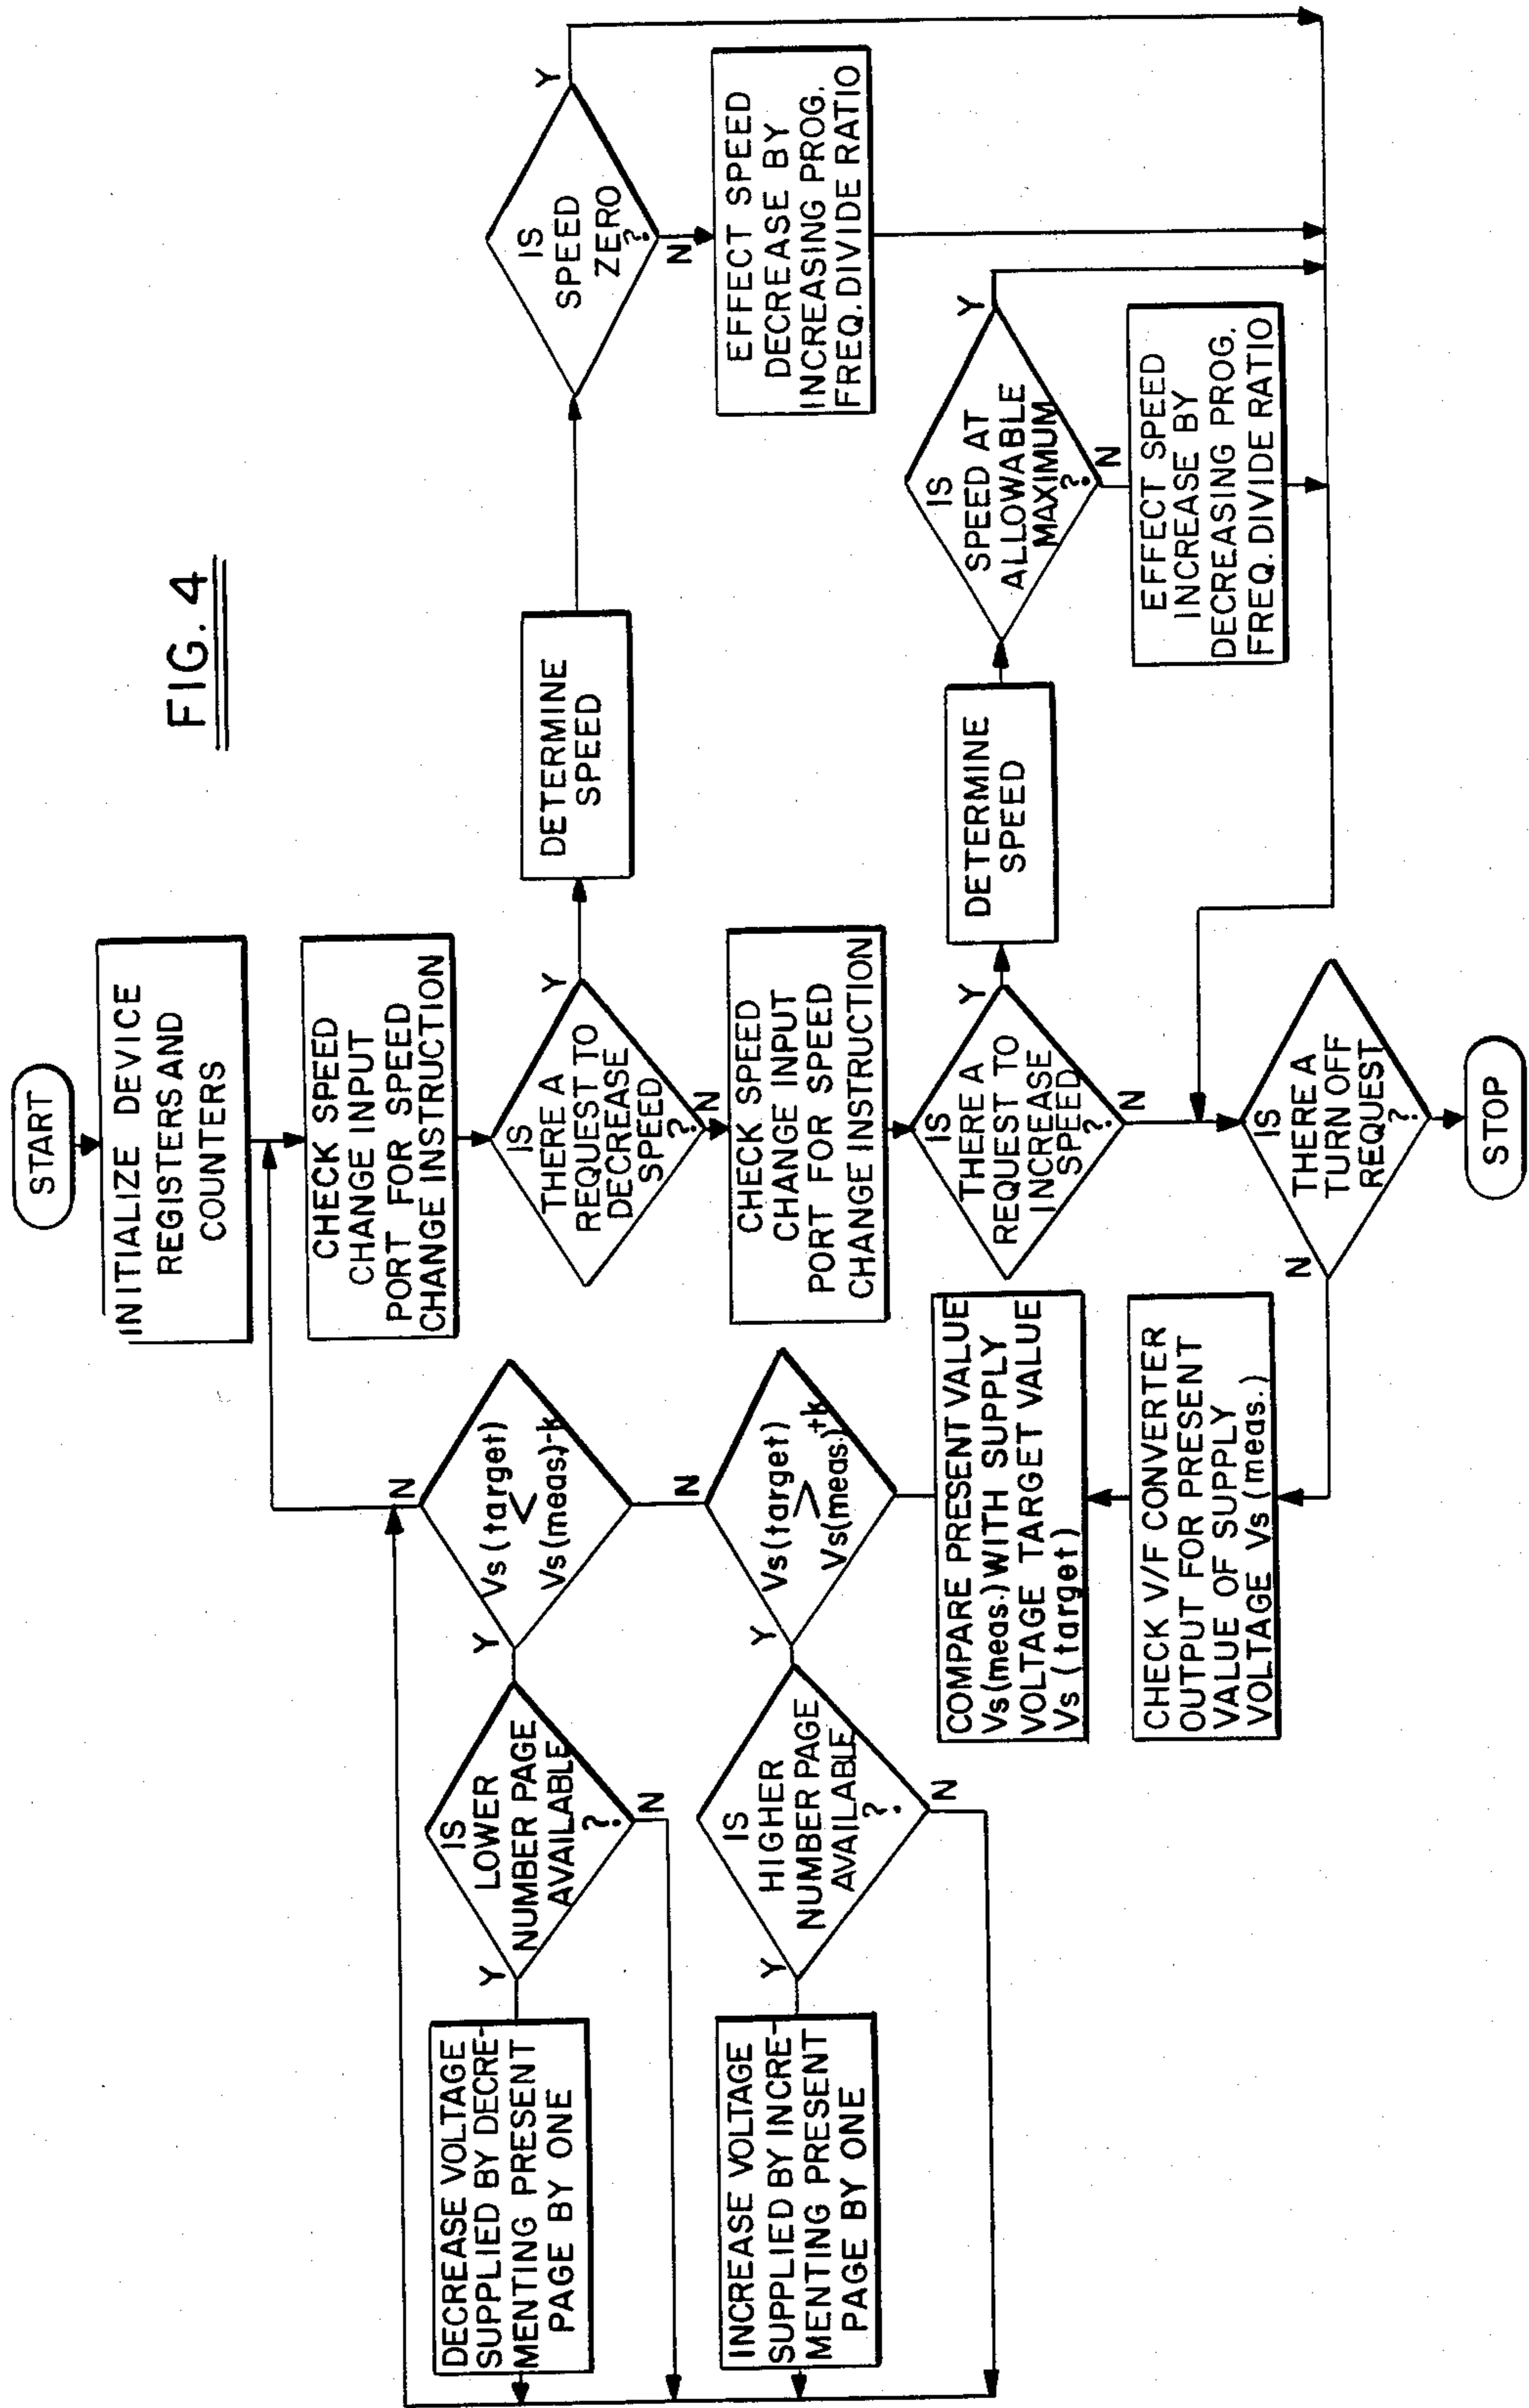 FIG. 4
START
INITIALIZE DEVICE
REGISTERS AND
COUNTERS
CHECK SPEED
CHANGE INPUT
PORT FOR SPEED
CHANGE INSTRUCTION
IS
THERE A
REQUEST TO
DECREASE
SPEED
?
Y
N
DETERMINE
SPEED
IS
SPEED
ZERO
?
Y
N
EFFECT SPEED
DECREASE BY
INCREASING PROG.
FREQ. DIVIDE RATIO
CHECK SPEED
CHANGE INPUT
PORT FOR SPEED
CHANGE INSTRUCTION
IS
THERE A
REQUEST TO
INCREASE
SPEED
?
Y
N
DETERMINE
SPEED
IS
SPEED AT
ALLOWABLE
MAXIMUM
?
Y
N
EFFECT SPEED
INCREASE BY
DECREASING PROG.
FREQ. DIVIDE RATIO
IS
THERE A
TURN OFF
REQUEST
?
N
STOP
CHECK V/F CONVERTER
OUTPUT FOR PRESENT
VALUE OF SUPPLY
VOLTAGE Vs (meas.)
COMPARE PRESENT VALUE
Vs (meas.) WITH SUPPLY
VOLTAGE TARGET VALUE
Vs (target)
Vs (target)
>
Vs (meas.) +k
Y
N
IS
HIGHER
NUMBER PAGE
AVAILABLE
?
Y
N
INCREASE VOLTAGE
SUPPLIED BY INCRE-
MENTING PRESENT
PAGE BY ONE
Vs (target)
<
Vs (meas.) -k
Y
N
IS
LOWER
NUMBER PAGE
AVAILABLE
?
Y
N
DECREASE VOLTAGE
SUPPLIED BY DECRE-
MENTING PRESENT
PAGE BY ONE